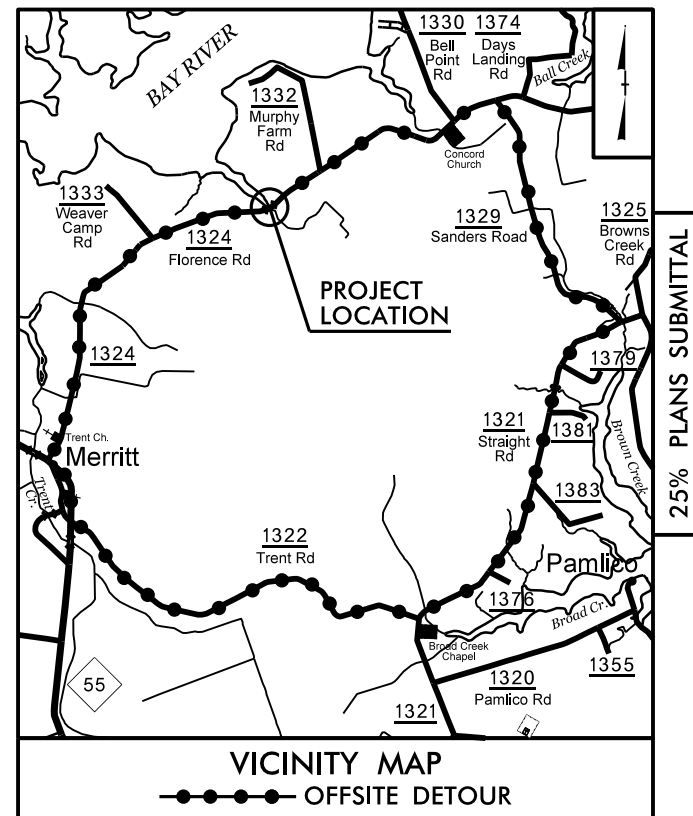 BAY RIVER
1330
Bell
Point
Rd
1374
Days
Landing
Rd
Ball Creek
1332
Murphy
Farm
Rd
Concord
Church
1333
Weaver
Camp
Rd
1324
Florence Rd
1329
Sanders Road
1325
Browns
Creek
Rd
PROJECT
LOCATION
1324
1379
1321
Straight
Rd
1381
Brown Creek
Trent Ch.
Merritt
Trent
Cr.
1383
1322
Trent Rd
Pamlico
1376
Broad Cr.
Broad Creek
Chapel
55
1320
Pamlico Rd
1355
1321
VICINITY MAP
OFFSITE DETOUR
25% PLANS SUBMITTAL